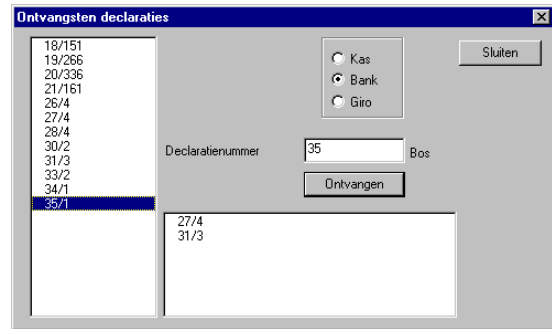 Ontvangsten declaraties
18/151
19/266
20/336
21/161
26/4
27/4
28/4
30/2
31/3
33/2
34/1
35/1
Kas
Bank
Giro
Sluiten
Declaratienummer 35 Bos
Ontvangen
27/4
31/3